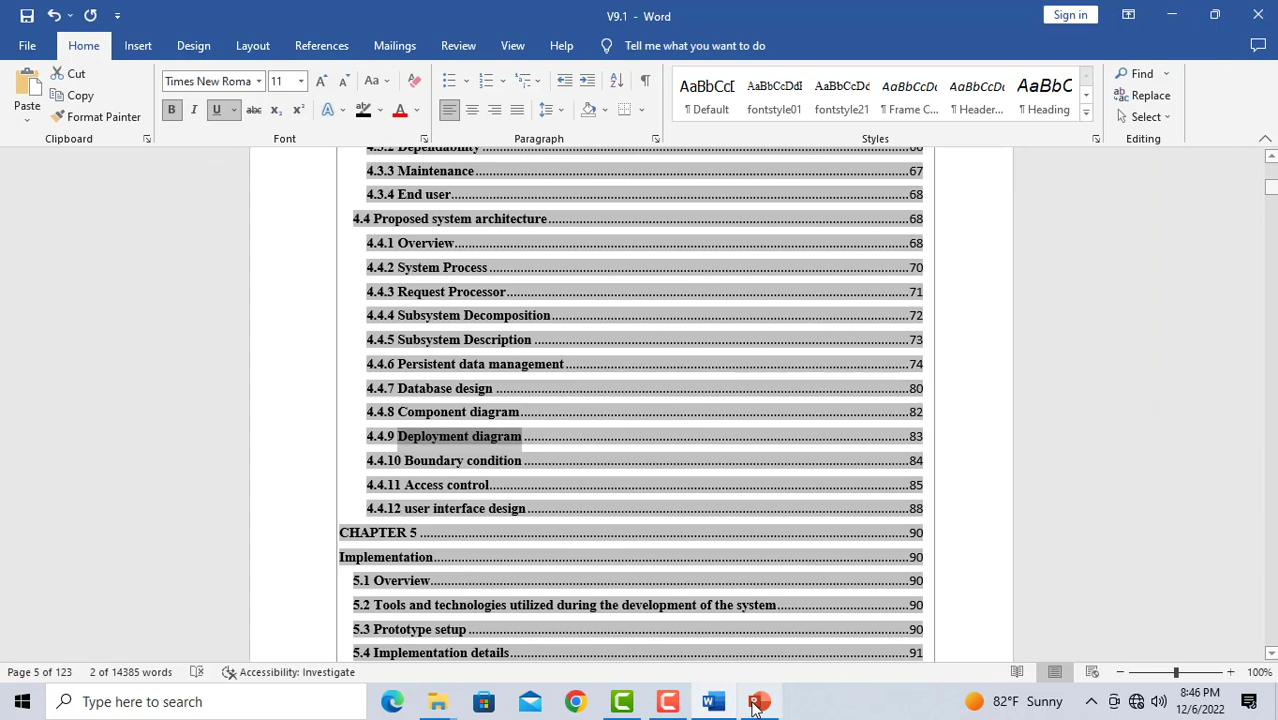 V9.1 - Word
Sign in
File
Home
Insert
Design
Layout
References
Mailings
Review
View
Help
Tell me what you want to do
Paste
Cut
Copy
Format Painter
Clipboard
Times New Roma
11
Aa
B
I
U
abc
x₂
x²
A
Font
Paragraph
AaBbCcI
¶ Default
AaBbCcDdE
fontstyle01
AaBbCcDd
fontstyle21
AaBbCcDc
¶ Frame C...
AaBbCcDc
¶ Header...
AaBbC
¶ Heading
Styles
Find
Replace
Select
Editing
4.3.2 Dependability 66
4.3.3 Maintenance 67
4.3.4 End user 68
4.4 Proposed system architecture 68
4.4.1 Overview 68
4.4.2 System Process 70
4.4.3 Request Processor 71
4.4.4 Subsystem Decomposition 72
4.4.5 Subsystem Description 73
4.4.6 Persistent data management 74
4.4.7 Database design 80
4.4.8 Component diagram 82
4.4.9 Deployment diagram 83
4.4.10 Boundary condition 84
4.4.11 Access control 85
4.4.12 user interface design 88
CHAPTER 5 90
Implementation 90
5.1 Overview 90
5.2 Tools and technologies utilized during the development of the system 90
5.3 Prototype setup 90
5.4 Implementation details 91
Page 5 of 123
2 of 14385 words
Accessibility: Investigate
100%
Type here to search
82°F Sunny
8:46 PM
12/6/2022